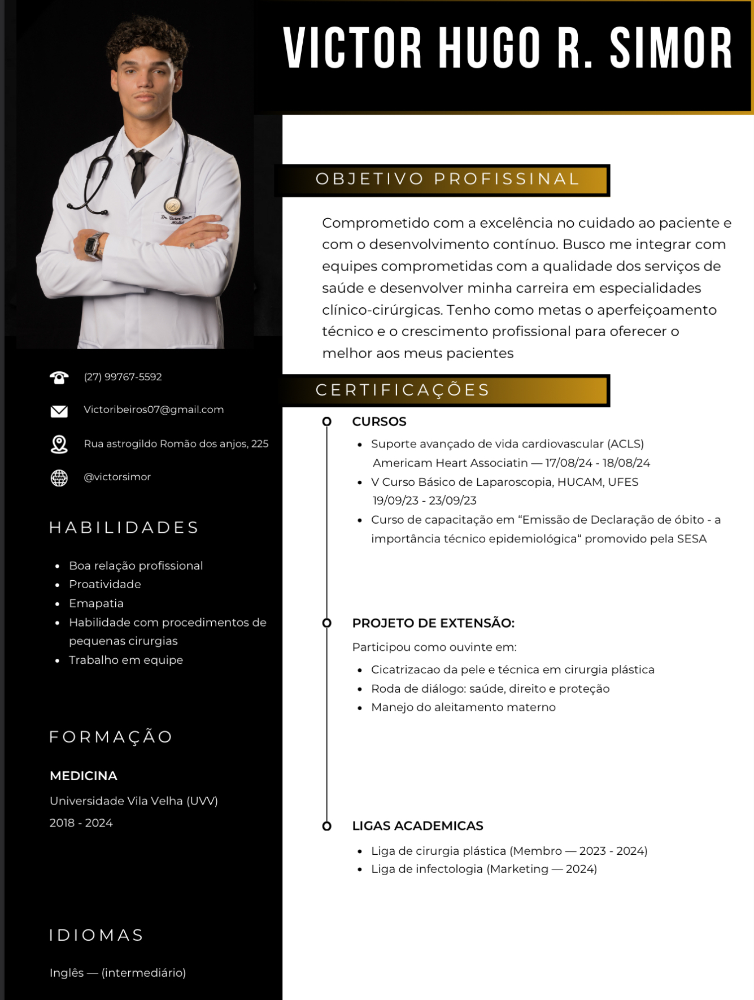 VICTOR HUGO R. SIMOR
Dr. Victor Simor
Médico
(27) 99767-5592
Victoribeiros07@gmail.com
Rua astrogildo Romão dos anjos, 225
@victorsimor
HABILIDADES
• Boa relação profissional
• Proatividade
• Emapatia
• Habilidade com procedimentos de
pequenas cirurgias
• Trabalho em equipe
FORMAÇÃO
MEDICINA
Universidade Vila Velha (UVV)
2018 - 2024
IDIOMAS
Inglês — (intermediário)
OBJETIVO PROFISSINAL
Comprometido com a excelência no cuidado ao paciente e
com o desenvolvimento contínuo. Busco me integrar com
equipes comprometidas com a qualidade dos serviços de
saúde e desenvolver minha carreira em especialidades
clínico-cirúrgicas. Tenho como metas o aperfeiçoamento
técnico e o crescimento profissional para oferecer o
melhor aos meus pacientes
CERTIFICAÇÕES
CURSOS
• Suporte avançado de vida cardiovascular (ACLS)
Americam Heart Associatin — 17/08/24 - 18/08/24
• V Curso Básico de Laparoscopia, HUCAM, UFES
19/09/23 - 23/09/23
• Curso de capacitação em “Emissão de Declaração de óbito - a
importância técnico epidemiológica“ promovido pela SESA
PROJETO DE EXTENSÃO:
Participou como ouvinte em:
• Cicatrizacao da pele e técnica em cirurgia plástica
• Roda de diálogo: saúde, direito e proteção
• Manejo do aleitamento materno
LIGAS ACADEMICAS
• Liga de cirurgia plástica (Membro — 2023 - 2024)
• Liga de infectologia (Marketing — 2024)